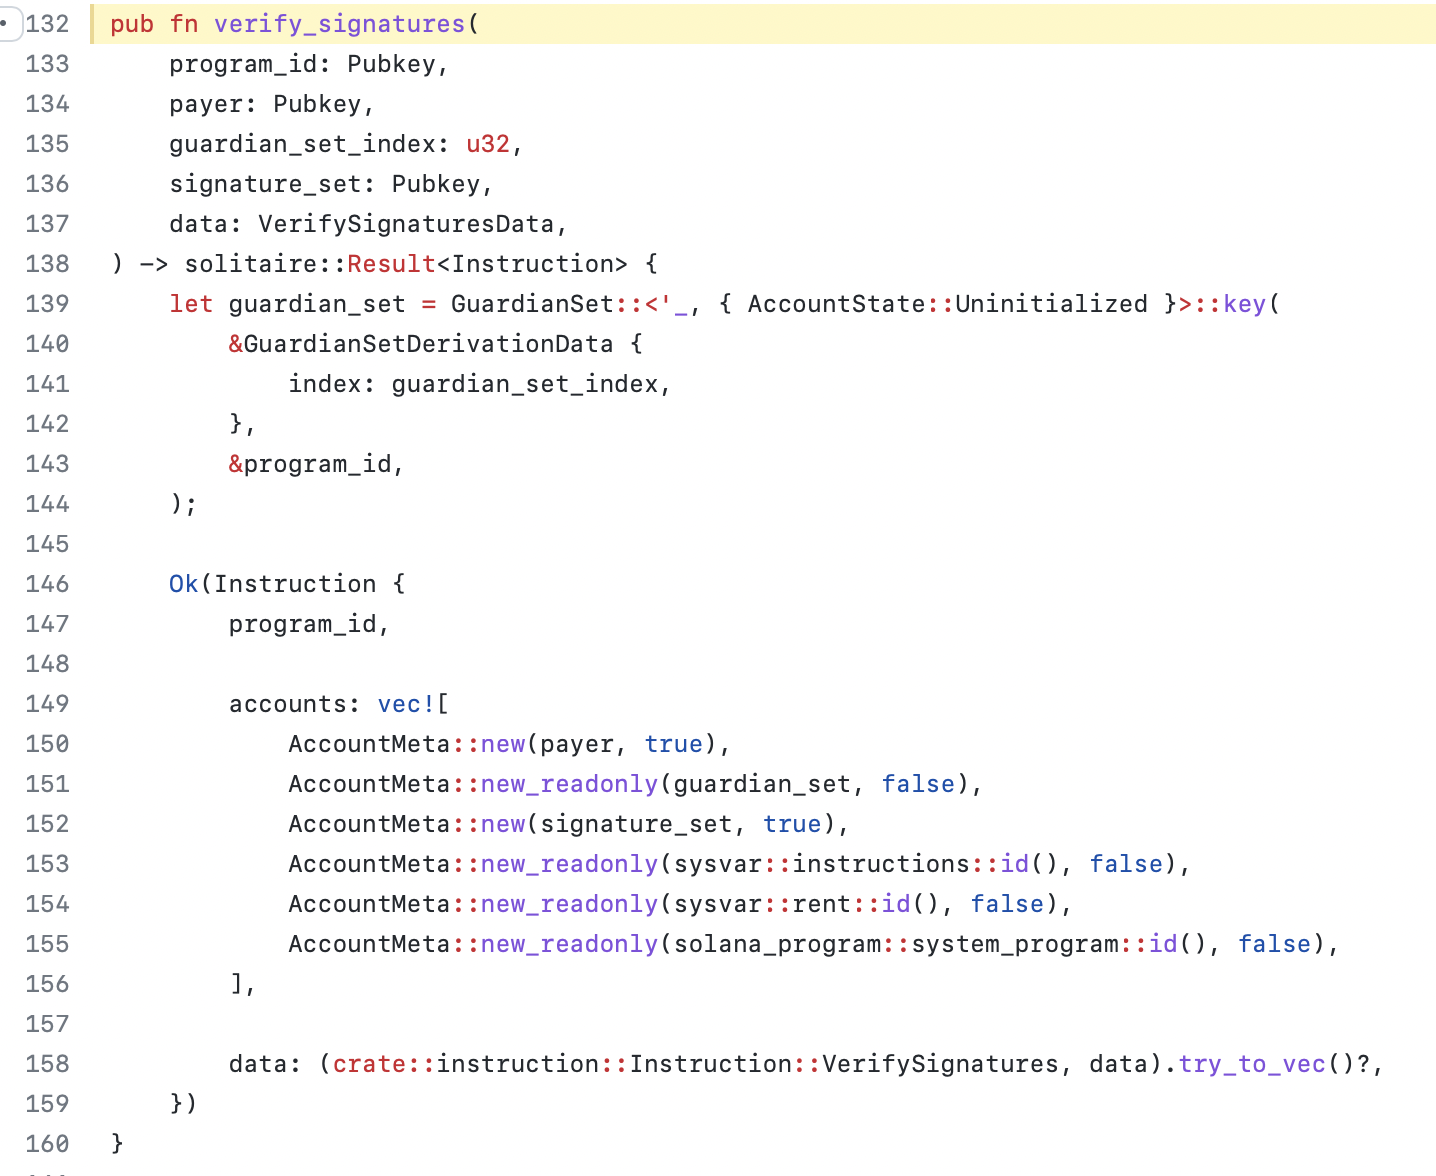 132 pub fn verify_signatures(
133     program_id: Pubkey,
134     payer: Pubkey,
135     guardian_set_index: u32,
136     signature_set: Pubkey,
137     data: VerifySignaturesData,
138 ) -> solitaire::Result<Instruction> {
139     let guardian_set = GuardianSet::<'_, { AccountState::Uninitialized }>::key(
140         &GuardianSetDerivationData {
141             index: guardian_set_index,
142         },
143         &program_id,
144     );
145
146     Ok(Instruction {
147         program_id,
148
149         accounts: vec![
150             AccountMeta::new(payer, true),
151             AccountMeta::new_readonly(guardian_set, false),
152             AccountMeta::new(signature_set, true),
153             AccountMeta::new_readonly(sysvar::instructions::id(), false),
154             AccountMeta::new_readonly(sysvar::rent::id(), false),
155             AccountMeta::new_readonly(solana_program::system_program::id(), false),
156         ],
157
158         data: (crate::instruction::Instruction::VerifySignatures, data).try_to_vec()?,
159     })
160 }